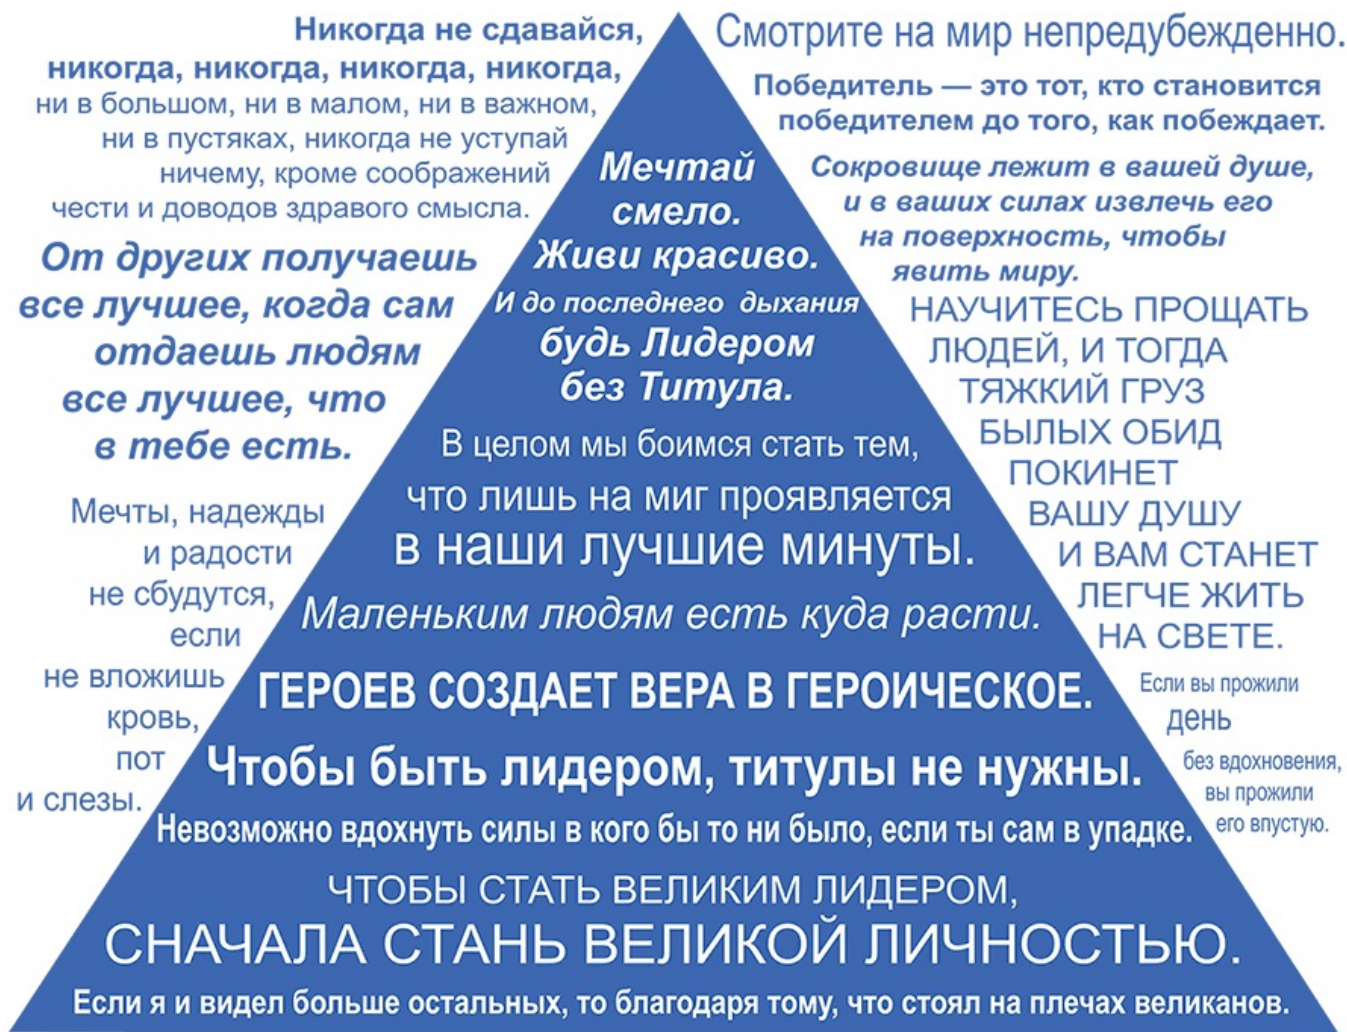 Никогда не сдавайся,
никогда, никогда, никогда, никогда,
ни в большом, ни в малом, ни в важном,
ни в пустяках, никогда не уступай
ничему, кроме соображений
чести и доводов здравого смысла.
От других получаешь
все лучшее, когда сам
отдаешь людям
все лучшее, что
в тебе есть.
Мечты, надежды
и радости
не сбудутся,
если
не вложишь
кровь,
пот
и слезы.
Мечтай
смело.
Живи красиво.
И до последнего дыхания
будь Лидером
без Титула.
В целом мы боимся стать тем,
что лишь на миг проявляется
в наши лучшие минуты.
Маленьким людям есть куда расти.
ГЕРОЕВ СОЗДАЕТ ВЕРА В ГЕРОИЧЕСКОЕ.
Чтобы быть лидером, титулы не нужны.
Невозможно вдохнуть силы в кого бы то ни было, если ты сам в упадке.
ЧТОБЫ СТАТЬ ВЕЛИКИМ ЛИДЕРОМ,
СНАЧАЛА СТАНЬ ВЕЛИКОЙ ЛИЧНОСТЬЮ.
Если я и видел больше остальных, то благодаря тому, что стоял на плечах великанов.
Смотрите на мир непредубежденно.
Победитель — это тот, кто становится
победителем до того, как побеждает.
Сокровище лежит в вашей душе,
и в ваших силах извлечь его
на поверхность, чтобы
явить миру.
НАУЧИТЕСЬ ПРОЩАТЬ
ЛЮДЕЙ, И ТОГДА
ТЯЖКИЙ ГРУЗ
БЫЛЫХ ОБИД
ПОКИНЕТ
ВАШУ ДУШУ
И ВАМ СТАНЕТ
ЛЕГЧЕ ЖИТЬ
НА СВЕТЕ.
Если вы прожили
день
без вдохновения,
вы прожили
его впустую.